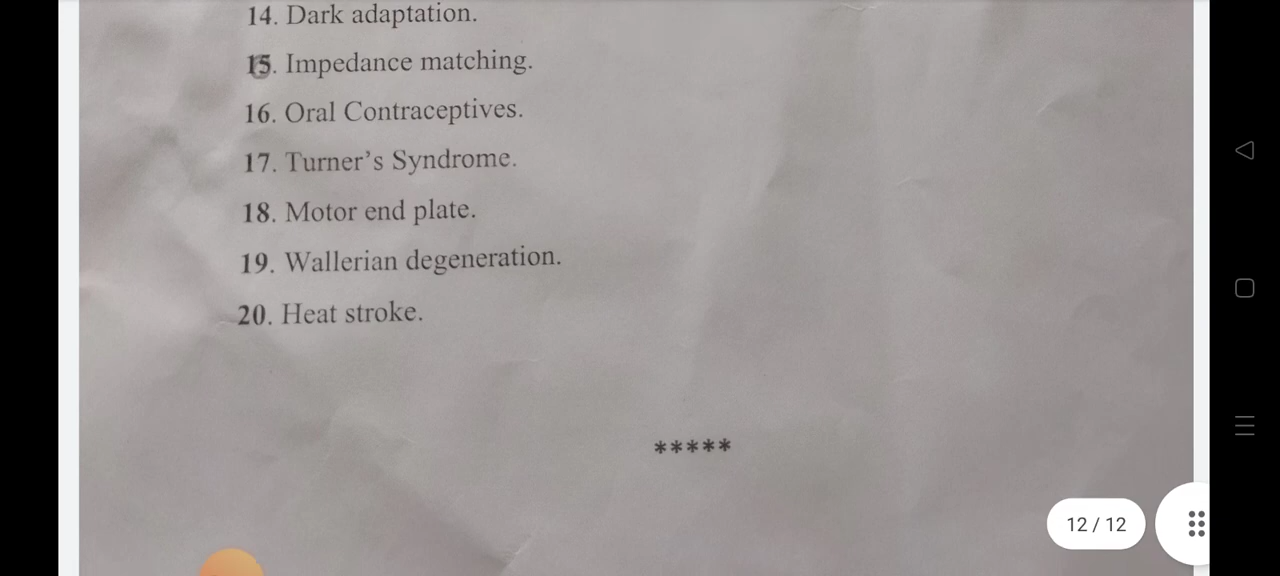 14. Dark adaptation.
15. Impedance matching.
16. Oral Contraceptives.
17. Turner's Syndrome.
18. Motor end plate.
19. Wallerian degeneration.
20. Heat stroke.
*****
12 / 12